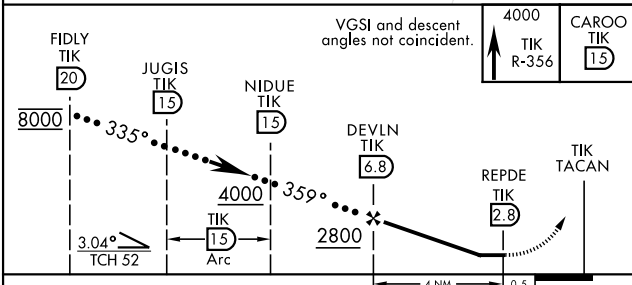 VGSI and descent
angles not coincident.
4000
TIK
R-356
CAROO
TIK
15
FIDLY
TIK
20
JUGIS
TIK
15
NIDUE
TIK
15
DEVLN
TIK
6.8
REPDE
TIK
2.8
TIK
TACAN
8000
335°
4000
359°
2800
3.04°
TCH 52
TIK
15
Arc
4 NM
0.5